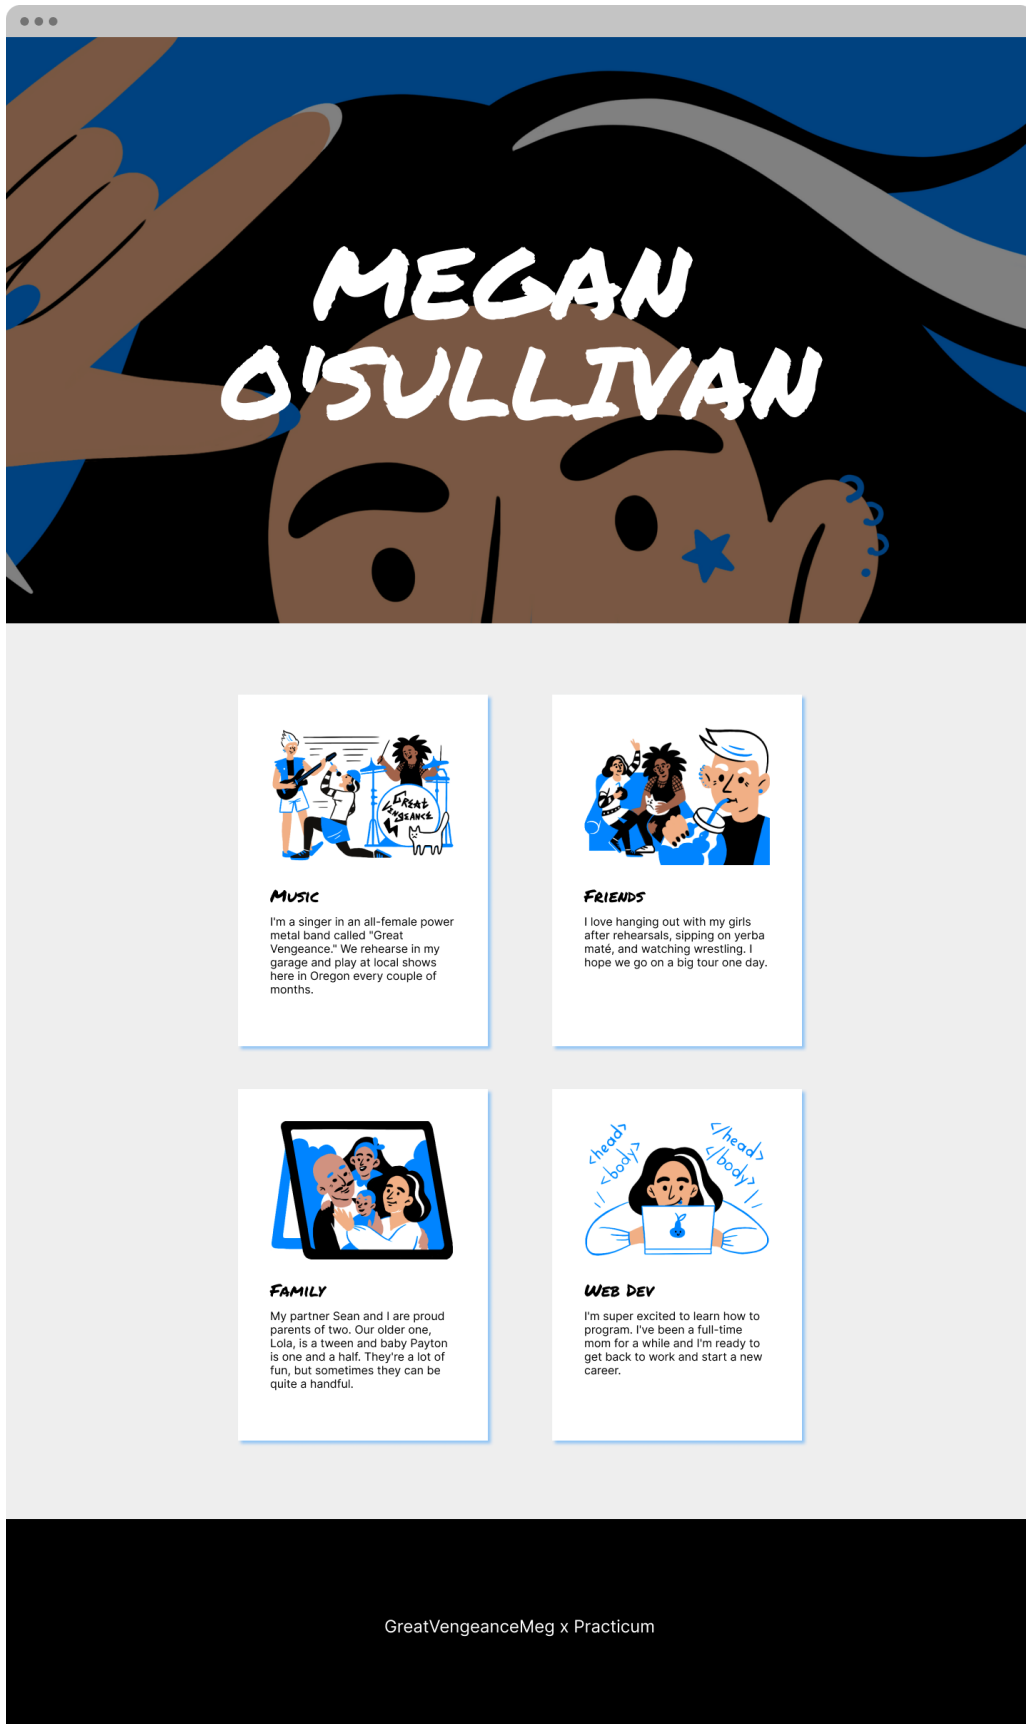 MEGAN
O'SULLIVAN
GREAT
VENGEANCE
MUSIC
I'm a singer in an all-female power
metal band called "Great
Vengeance." We rehearse in my
garage and play at local shows
here in Oregon every couple of
months.
FRIENDS
I love hanging out with my girls
after rehearsals, sipping on yerba
maté, and watching wrestling. I
hope we go on a big tour one day.
FAMILY
My partner Sean and I are proud
parents of two. Our older one,
Lola, is a tween and baby Payton
is one and a half. They're a lot of
fun, but sometimes they can be
quite a handful.
<head>
<body>
</head>
</body>
WEB DEV
I'm super excited to learn how to
program. I've been a full-time
mom for a while and I'm ready to
get back to work and start a new
career.
GreatVengeanceMeg x Practicum